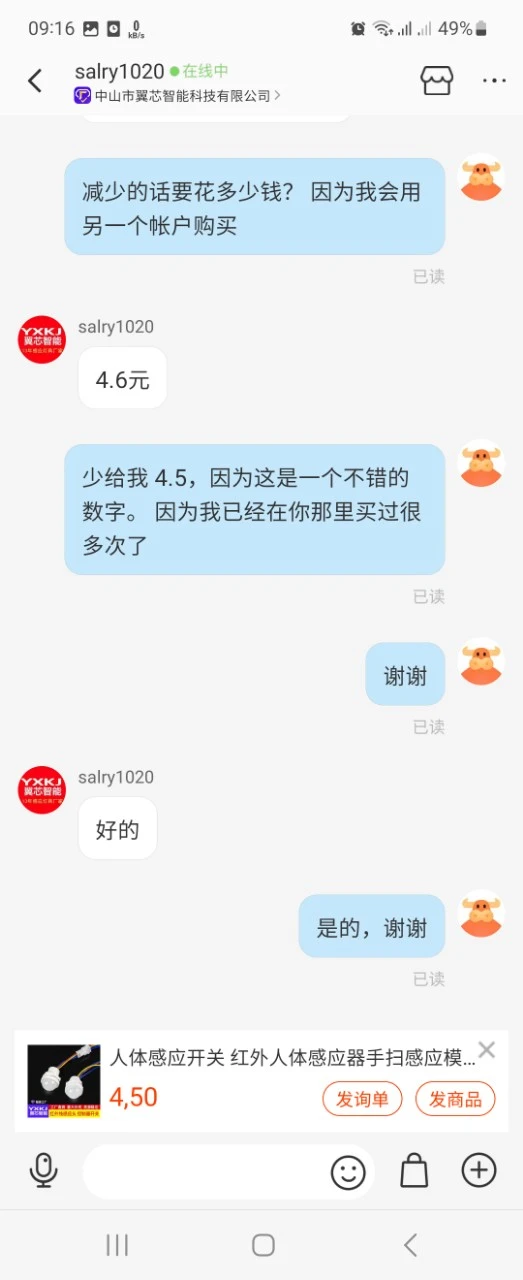 09:16
0
kB/s
49%
salry1020 在线中
中山市翼芯智能科技有限公司
减少的话要花多少钱？ 因为我会用
另一个帐户购买
已读
YXKJ
翼芯智能
salry1020
4.6元
少给我 4.5，因为这是一个不错的
数字。 因为我已经在你那里买过很
多次了
已读
谢谢
已读
YXKJ
翼芯智能
salry1020
好的
是的，谢谢
已读
人体感应开关 红外人体感应器手扫感应模...
4,50
发询单
发商品
YXKJ